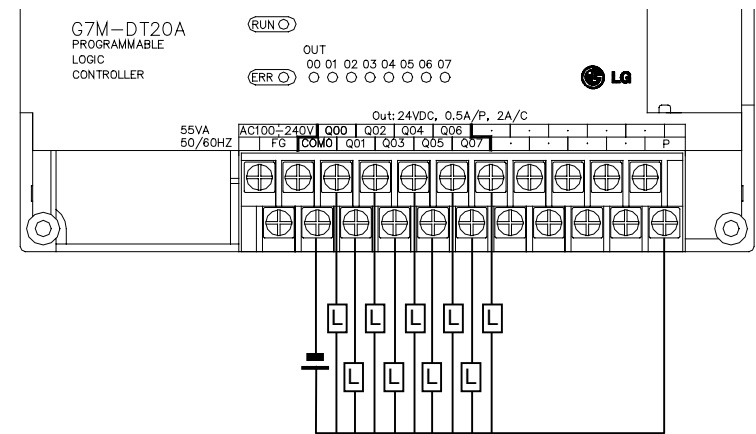 G7M-DT20A
PROGRAMMABLE
LOGIC
CONTROLLER
RUN
OUT
00 01 02 03 04 05 06 07
ERR
LG
Out: 24VDC, 0.5A/P, 2A/C
55VA AC100-240V Q00 Q02 Q04 Q06 . . . . . .
50/60HZ FG COM0 Q01 Q03 Q05 Q07 . . . . P
L L L L L
L L L L